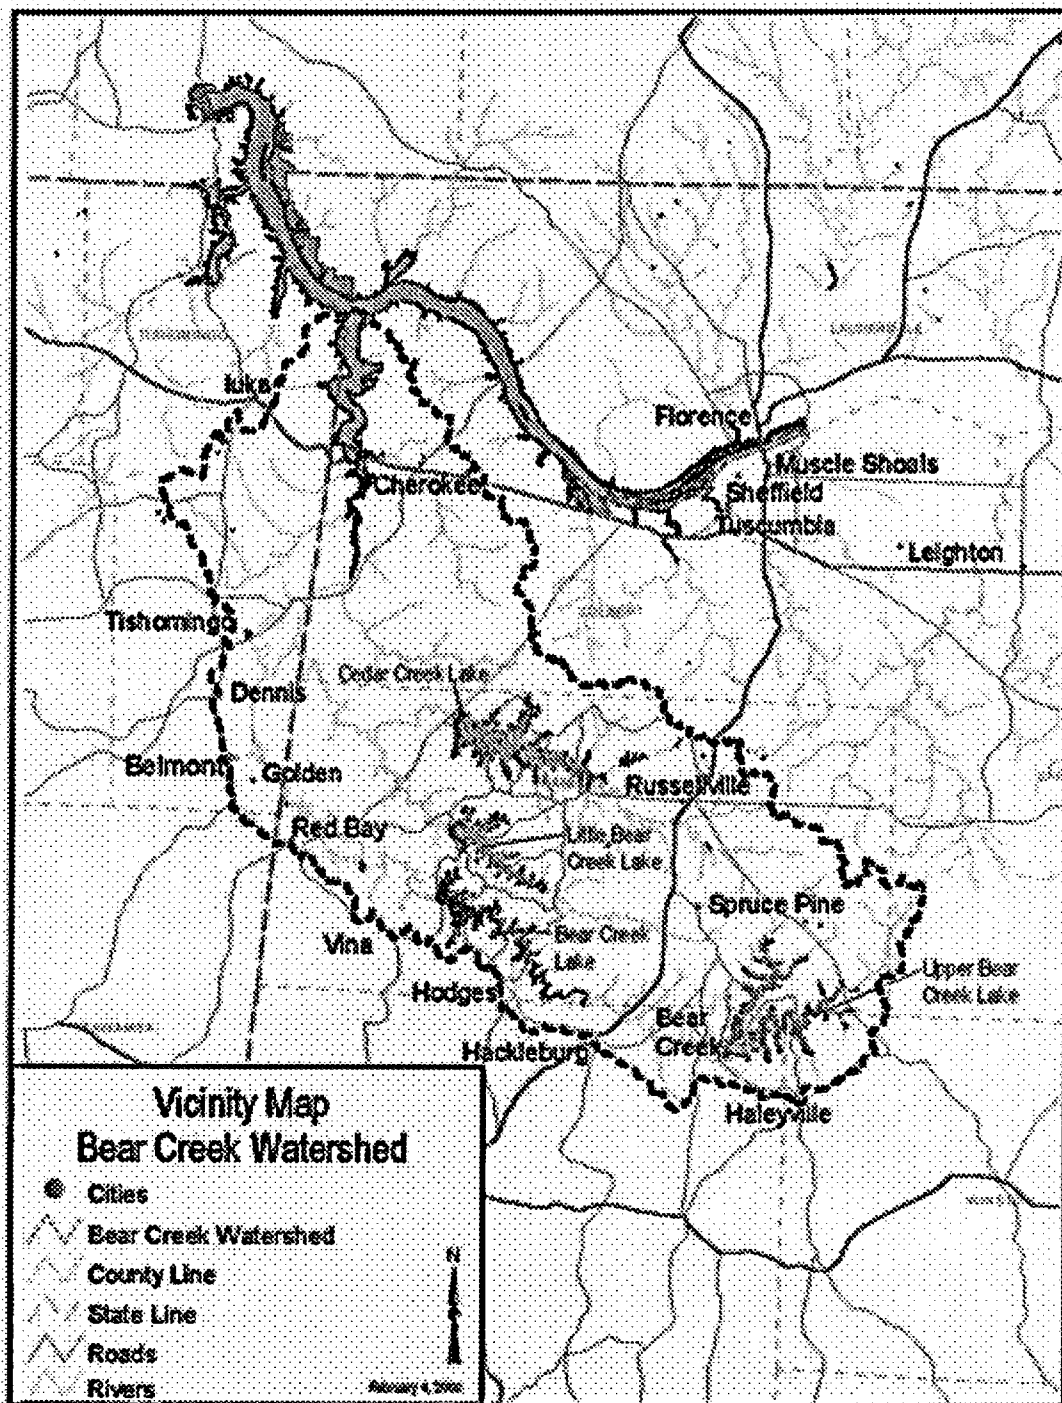 Iuka
Florence
Muscle Shoals
Cherokee
Sheffield
Tuscumbia
Leighton
Tishomingo
Cedar Creek Lake
Dennis
Belmont
Golden
Russellville
Red Bay
Little Bear
Creek Lake
Spruce Pine
Vina
Bear Creek
Lake
Upper Bear
Creek Lake
Hodges
Bear
Creek
Hackleburg
Haleyville
Vicinity Map
Bear Creek Watershed
Cities
Bear Creek Watershed
N
County Line
State Line
Roads
Rivers